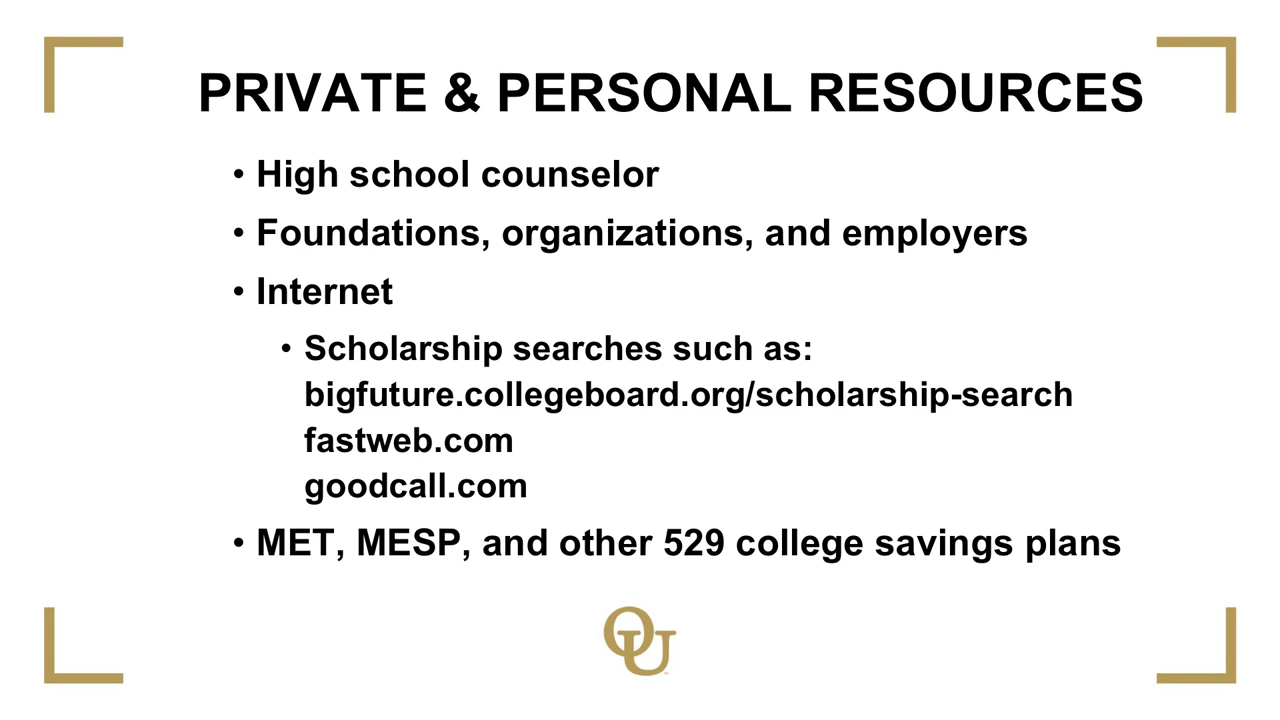 PRIVATE & PERSONAL RESOURCES
• High school counselor
• Foundations, organizations, and employers
• Internet
• Scholarship searches such as:
bigfuture.collegeboard.org/scholarship-search
fastweb.com
goodcall.com
• MET, MESP, and other 529 college savings plans
OU